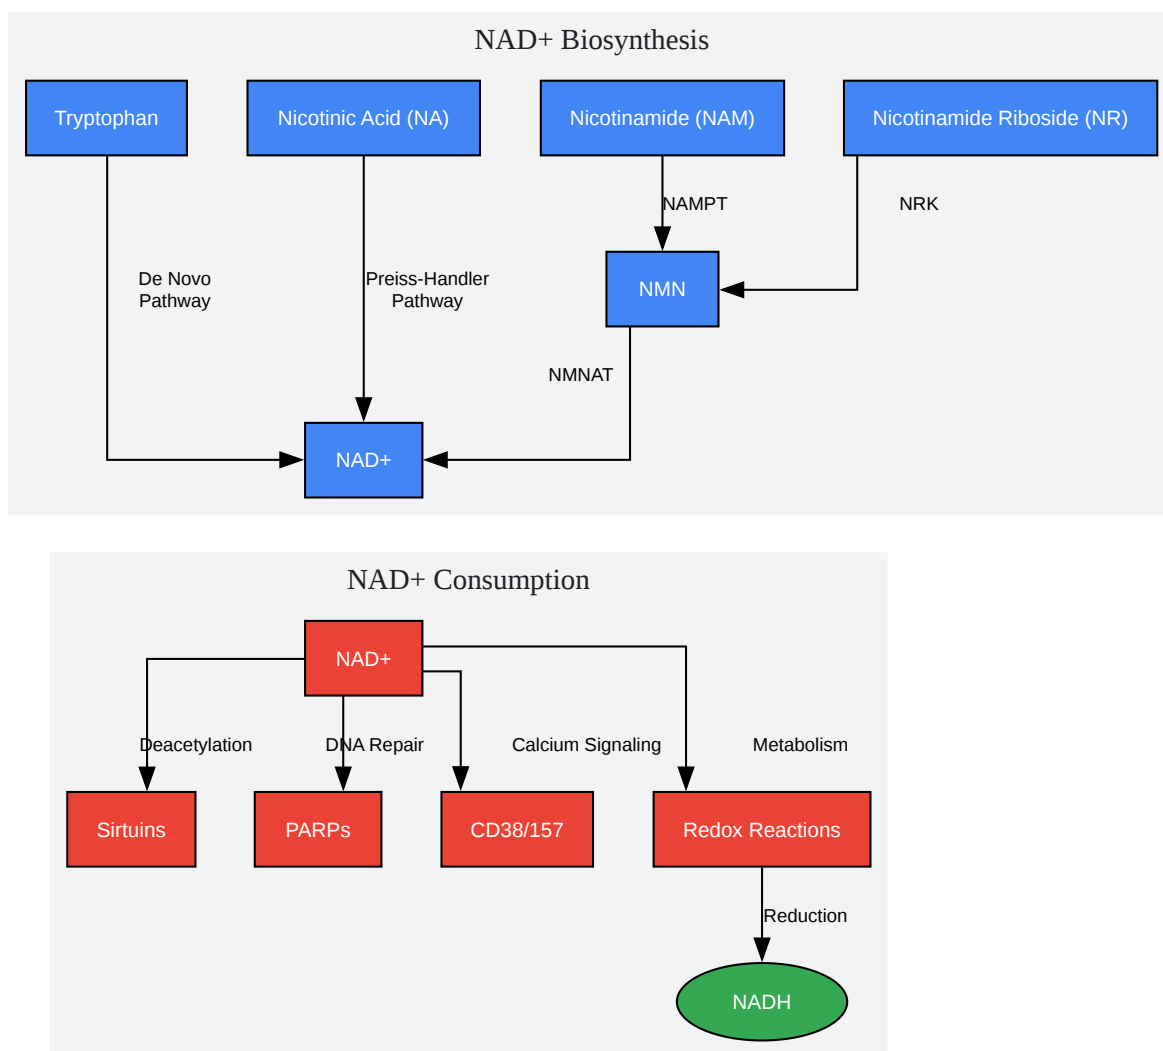 NAD+ Biosynthesis
Tryptophan
Nicotinic Acid (NA)
Nicotinamide (NAM)
Nicotinamide Riboside (NR)
NAMPT
NRK
De Novo
Pathway
Preiss-Handler
Pathway
NMN
NMNAT
NAD+
NAD+ Consumption
NAD+
Deacetylation
DNA Repair
Calcium Signaling
Metabolism
Sirtuins
PARPs
CD38/157
Redox Reactions
Reduction
NADH